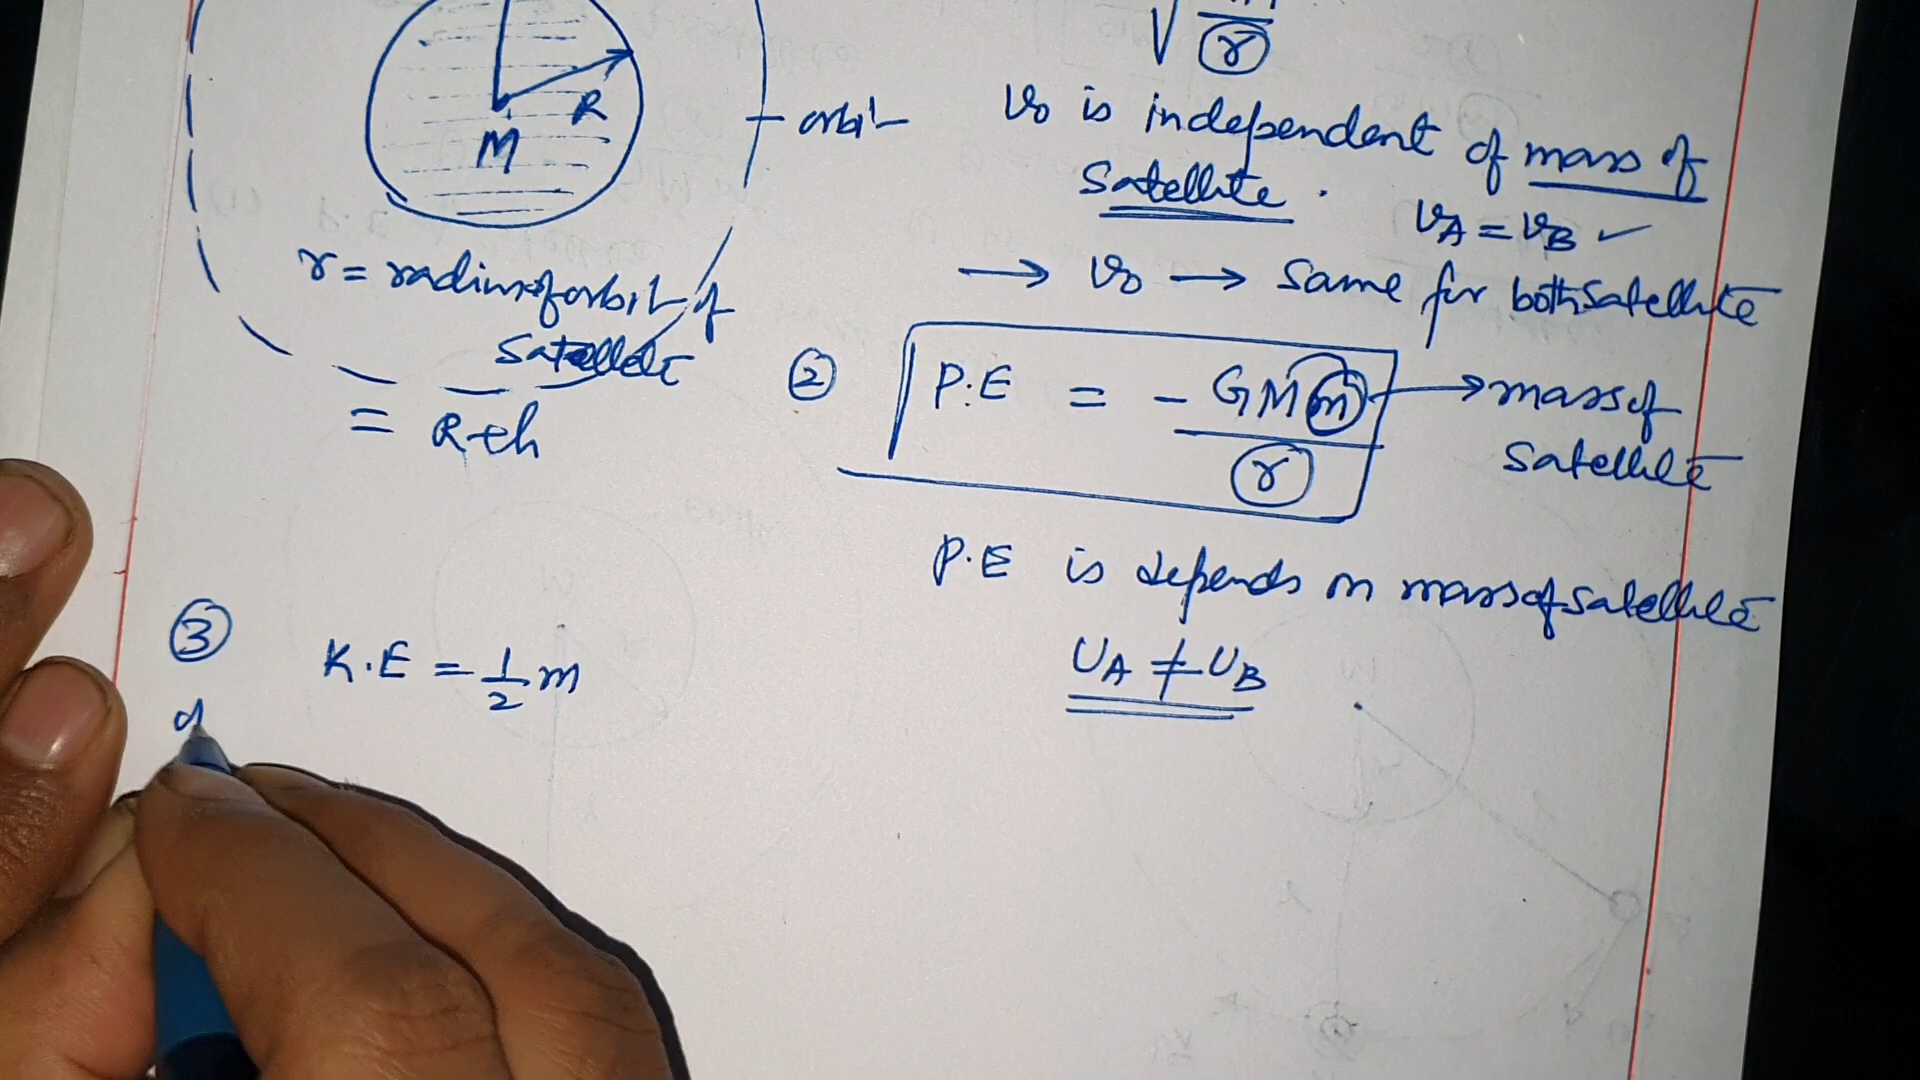 R
M
orbit
r = radius of orbit of
Satellite
= R+h
√ r
v₀ is independent of mass of
Satellite.
vA = vB ✓
→ v₀ → Same for both Satellite
② P.E = - GMm / r → mass of
Satellite
P.E is depends on mass of satellite
UA ≠ UB
③ K.E = 1/2 m